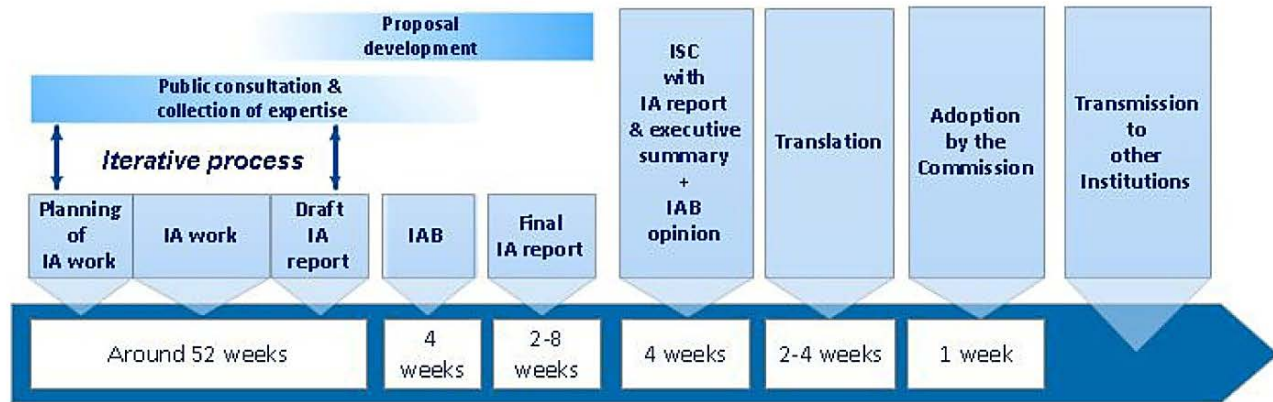 Proposal
development
Public consultation &
collection of expertise
Iterative process
Planning
of
IA work
IA work
Draft
IA
report
IAB
Final
IA report
ISC
with
IA report
& executive
summary
+
IAB
opinion
Translation
Adoption
by the
Commission
Transmission
to
other
Institutions
Around 52 weeks
4
weeks
2-8
weeks
4 weeks
2-4 weeks
1 week